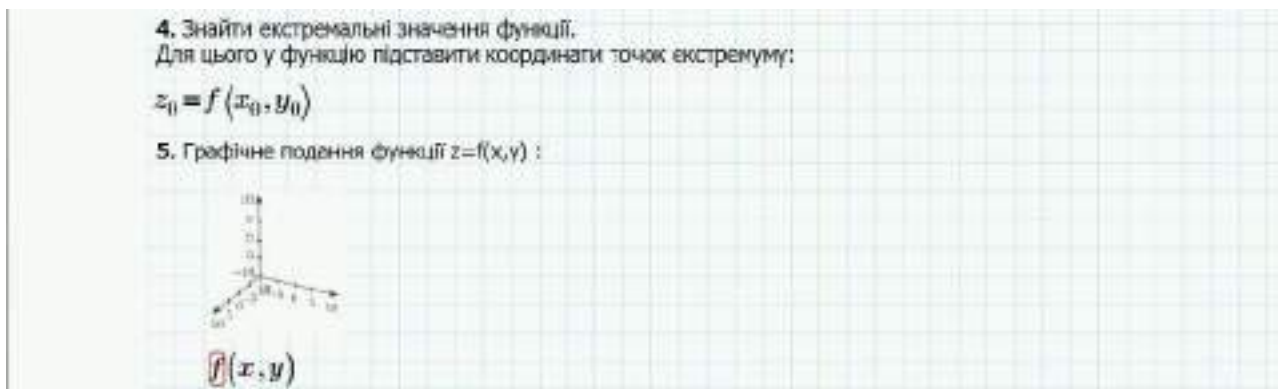 4. Знайти екстремальні значення функції.
Для цього у функцію підставити координати точок екстремуму:
z₀=f(x₀,y₀)
5. Графічне подання функції z=f(x,y) :
f(x,y)